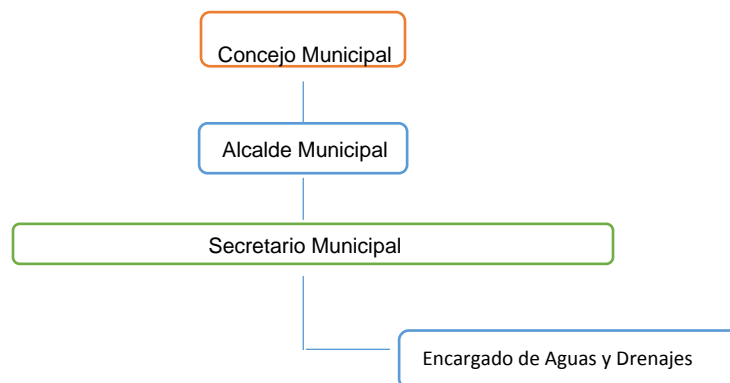 Concejo Municipal
Alcalde Municipal
Secretario Municipal
Encargado de Aguas y Drenajes